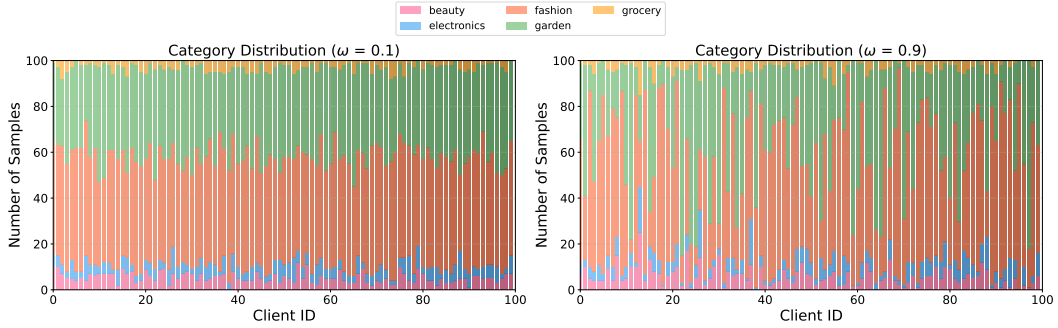 beauty
electronics
fashion
garden
grocery
Category Distribution (ω = 0.1)
Number of Samples
100
80
60
40
20
0
0 20 40 60 80 100
Client ID
Category Distribution (ω = 0.9)
Number of Samples
100
80
60
40
20
0
0 20 40 60 80 100
Client ID